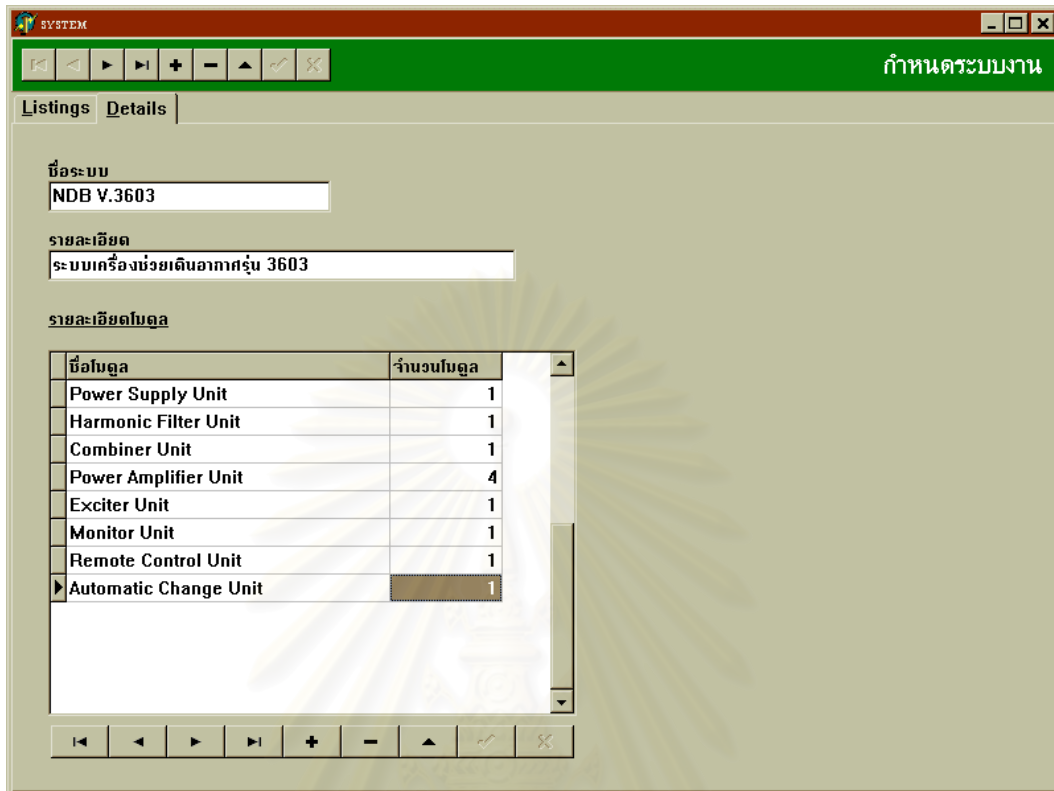 SYSTEM
กำหนดระบบงาน
Listings Details
ชื่อระบบ
NDB V.3603
รายละเอียด
ระบบเครื่องช่วยเดินอากาศรุ่น 3603
รายละเอียดโมดูล
ชื่อโมดูล จำนวนโมดูล
Power Supply Unit 1
Harmonic Filter Unit 1
Combiner Unit 1
Power Amplifier Unit 4
Exciter Unit 1
Monitor Unit 1
Remote Control Unit 1
Automatic Change Unit 1